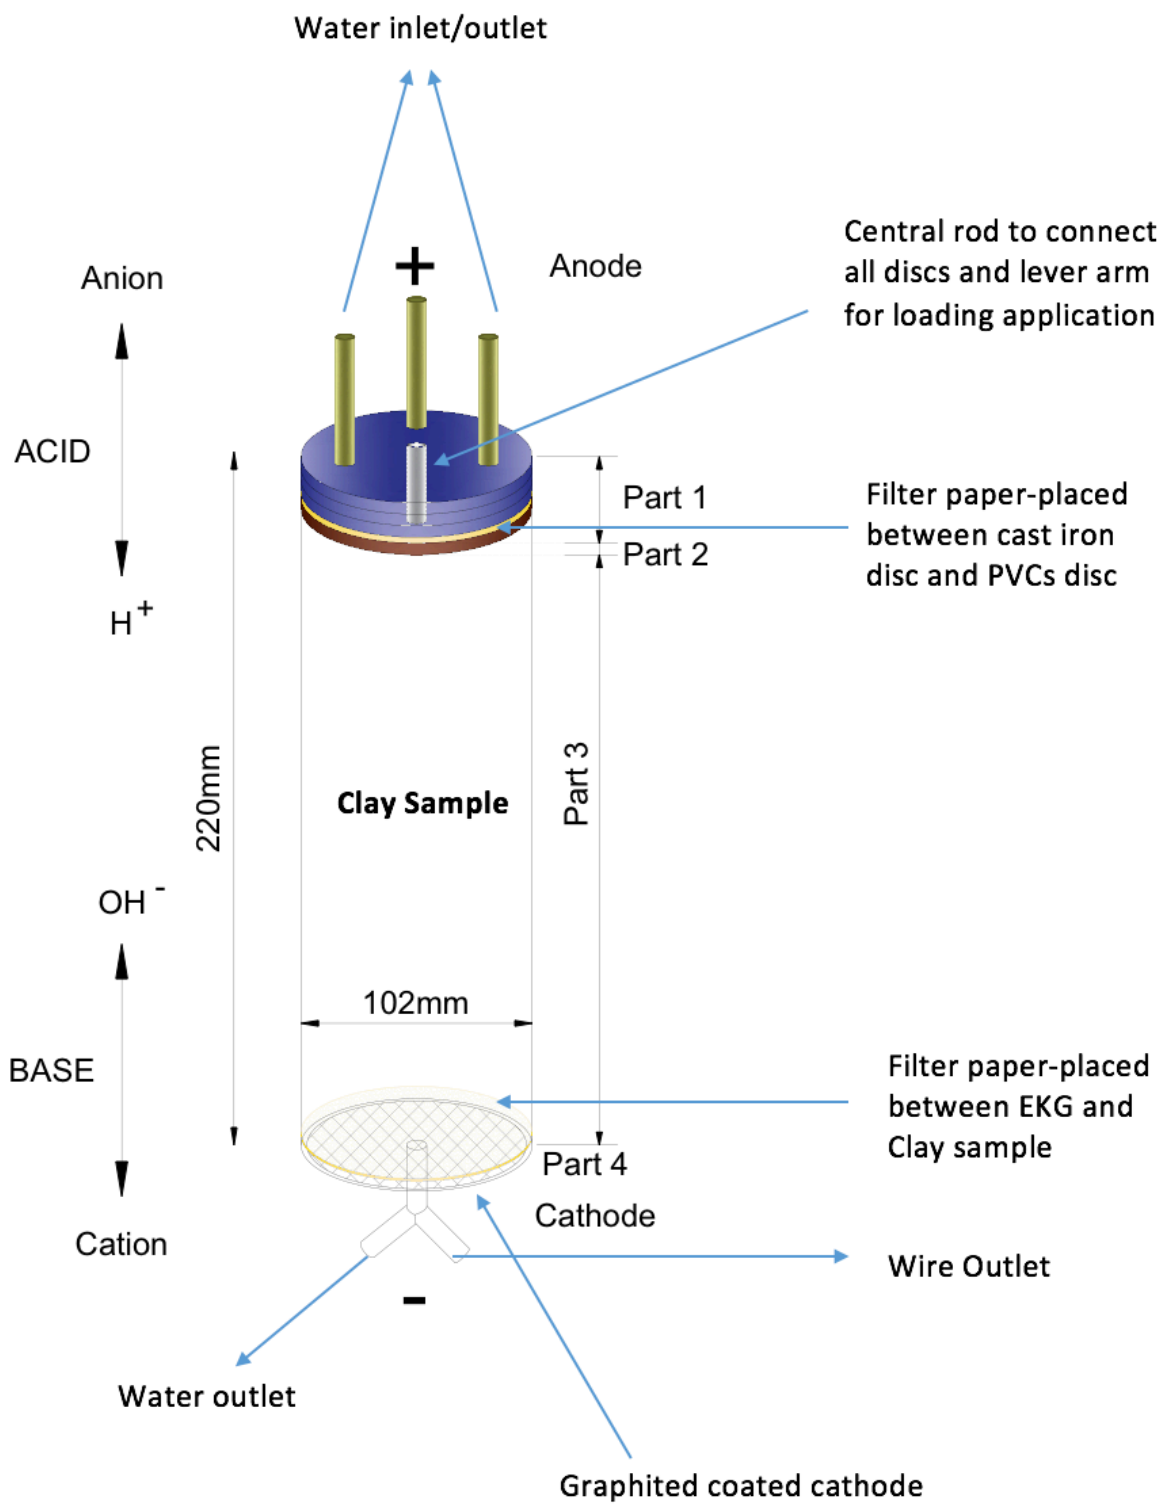 Water inlet/outlet
Central rod to connect
all discs and lever arm
for loading application
+
Anode
Anion
ACID
H+
Part 1
Part 2
Filter paper-placed
between cast iron
disc and PVCs disc
220mm
Part 3
Clay Sample
OH-
BASE
Cation
102mm
Filter paper-placed
between EKG and
Clay sample
Part 4
Cathode
Wire Outlet
-
Water outlet
Graphited coated cathode